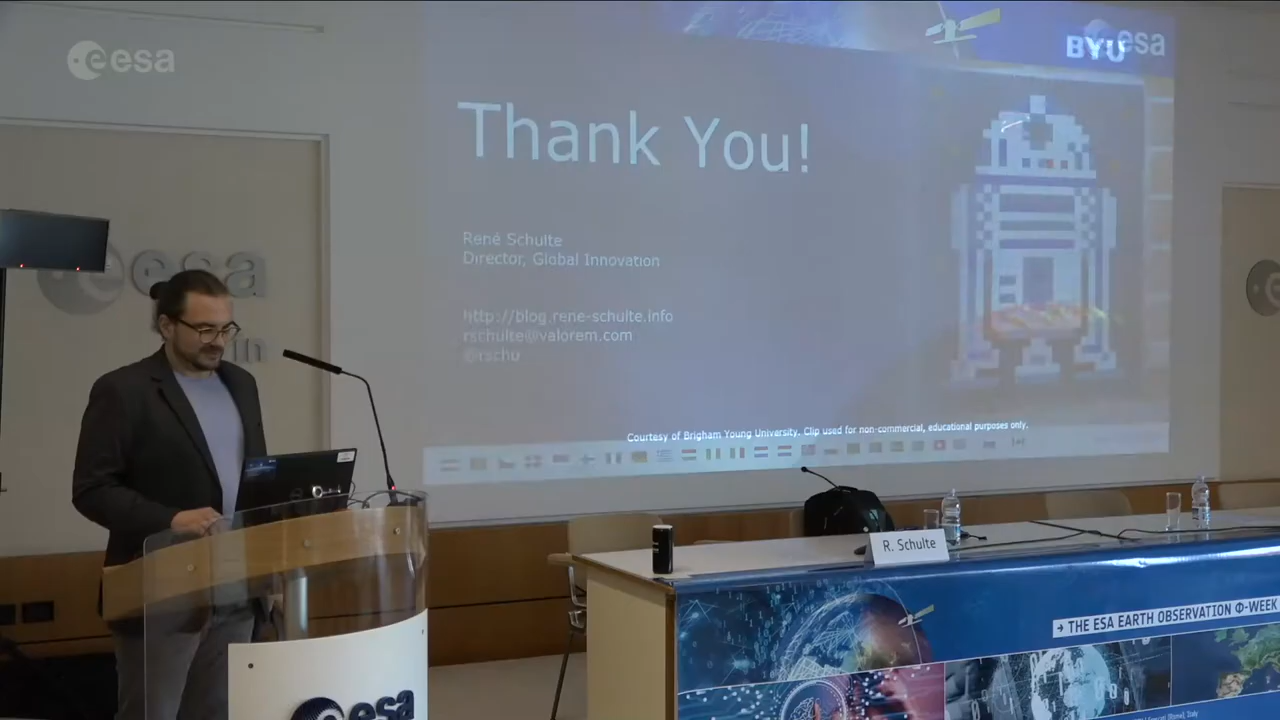 esa
BYU
esa
Thank You!
René Schulte
Director, Global Innovation
http://blog.rene-schulte.info
rschulte@valorem.com
@rschu
Courtesy of Brigham Young University. Clip used for non-commercial, educational purposes only.
esa
in
R. Schulte
→ THE ESA EARTH OBSERVATION Φ-WEEK
esa